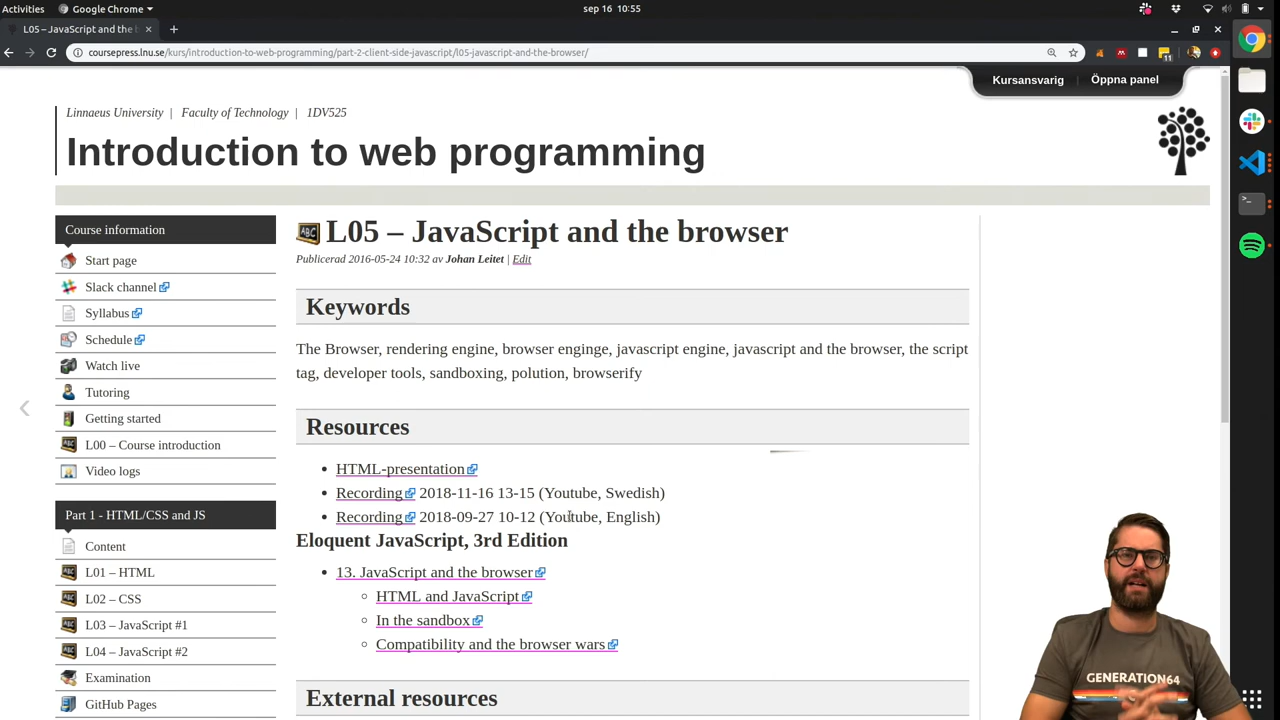 Activities
Google Chrome
sep 16 10:55
L05 – JavaScript and the b
coursepress.lnu.se/kurs/introduction-to-web-programming/part-2-client-side-javascript/l05-javascript-and-the-browser/
11
Kursansvarig | Öppna panel
Linnaeus University | Faculty of Technology | 1DV525
Introduction to web programming
Course information
Start page
Slack channel
Syllabus
Schedule
Watch live
Tutoring
Getting started
L00 – Course introduction
Video logs
Part 1 - HTML/CSS and JS
Content
L01 – HTML
L02 – CSS
L03 – JavaScript #1
L04 – JavaScript #2
Examination
GitHub Pages
ABC L05 – JavaScript and the browser
Publicerad 2016-05-24 10:32 av Johan Leitet | Edit
Keywords
The Browser, rendering engine, browser enginge, javascript engine, javascript and the browser, the script
tag, developer tools, sandboxing, polution, browserify
Resources
HTML-presentation
Recording 2018-11-16 13-15 (Youtube, Swedish)
Recording 2018-09-27 10-12 (Youtube, English)
Eloquent JavaScript, 3rd Edition
13. JavaScript and the browser
HTML and JavaScript
In the sandbox
Compatibility and the browser wars
External resources
GENERATION64